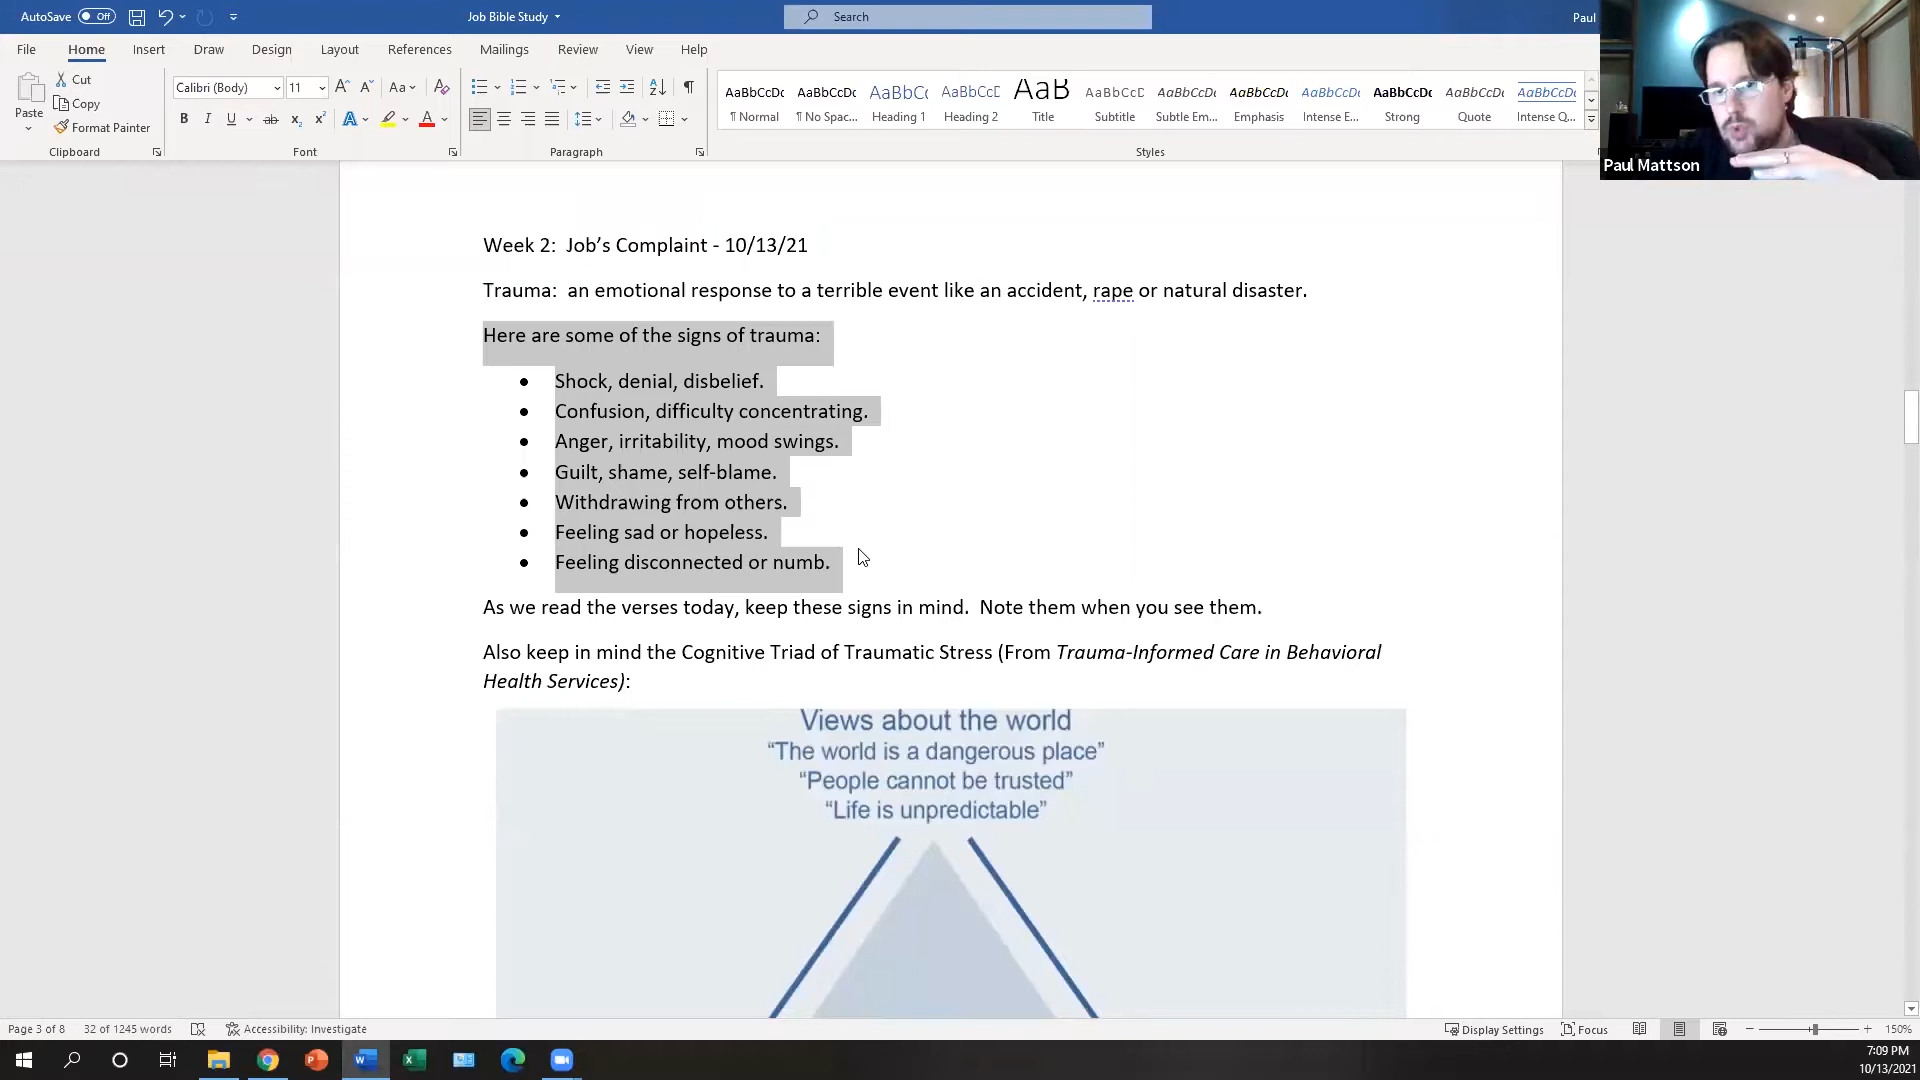 AutoSave Off
Job Bible Study
Search
Paul
File Home Insert Draw Design Layout References Mailings Review View Help
Paste
Cut
Copy
Format Painter
Clipboard
Calibri (Body) 11
Font
Paragraph
AaBbCcDc AaBbCcDc AaBbCc AaBbCcD AaB AaBbCcD AaBbCcDc AaBbCcDc AaBbCcDc AaBbCcDc AaBbCcDc AaBbCcDc
¶ Normal ¶ No Spac... Heading 1 Heading 2 Title Subtitle Subtle Em... Emphasis Intense E... Strong Quote Intense Q...
Styles
Paul Mattson
Week 2:  Job’s Complaint - 10/13/21
Trauma:  an emotional response to a terrible event like an accident, rape or natural disaster.
Here are some of the signs of trauma:
• Shock, denial, disbelief.
• Confusion, difficulty concentrating.
• Anger, irritability, mood swings.
• Guilt, shame, self-blame.
• Withdrawing from others.
• Feeling sad or hopeless.
• Feeling disconnected or numb.
As we read the verses today, keep these signs in mind.  Note them when you see them.
Also keep in mind the Cognitive Triad of Traumatic Stress (From Trauma-Informed Care in Behavioral
Health Services):
Views about the world
“The world is a dangerous place”
“People cannot be trusted”
“Life is unpredictable”
Page 3 of 8 32 of 1245 words Accessibility: Investigate
Display Settings Focus 150%
7:09 PM
10/13/2021